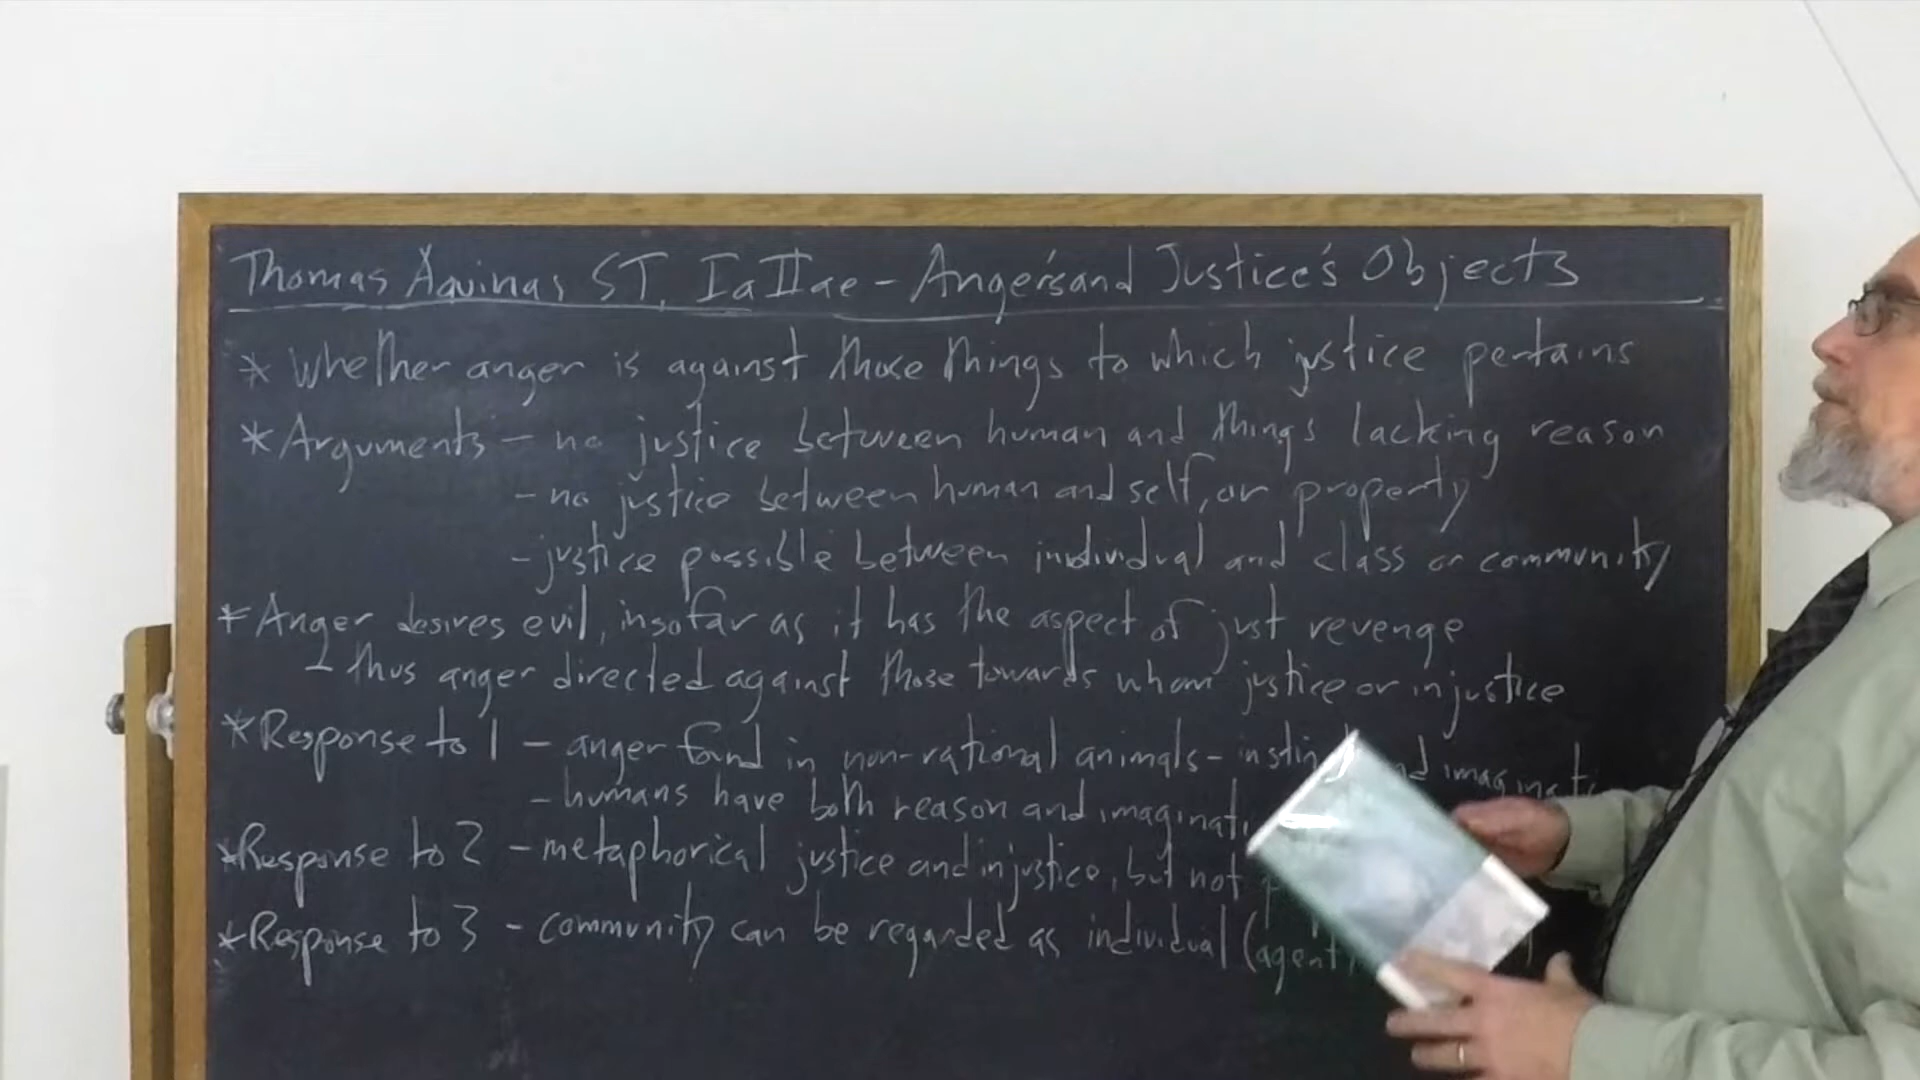 Thomas Aquinas ST, IaIIae - Anger's and Justice's Objects
* Whether anger is against those things to which justice pertains
* Arguments - no justice between human and things lacking reason
- no justice between human and self, or property
- justice possible between individual and class or community
* Anger desires evil, insofar as it has the aspect of just revenge
- thus anger directed against those towards whom justice or injustice
* Response to 1 - anger found in non-rational animals -
- humans have both reason and
* Response to 2 - metaphorical justice and injustice, but not
* Response to 3 - community can be regarded as individual (agent